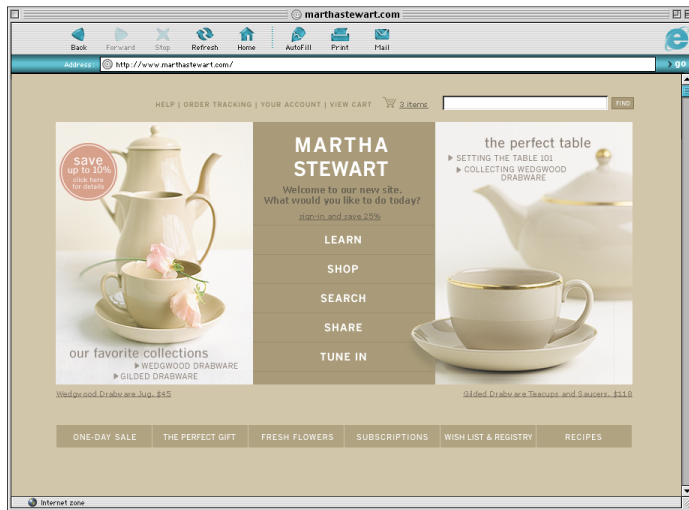 marthastewart.com
Back Forward Stop Refresh Home AutoFill Print Mail
Address: http://www.marthastewart.com/ go
HELP | ORDER TRACKING | YOUR ACCOUNT | VIEW CART 3 items FIND
save
up to 10%
click here
for details
our favorite collections
WEDGWOOD DRABWARE
GILDED DRABWARE
MARTHA
STEWART
Welcome to our new site.
What would you like to do today?
sign-in and save 25%
LEARN
SHOP
SEARCH
SHARE
TUNE IN
the perfect table
SETTING THE TABLE 101
COLLECTING WEDGWOOD
DRABWARE
Wedgwood Drabware Jug, $45
Gilded Drabware Teacups and Saucers, $118
ONE-DAY SALE THE PERFECT GIFT FRESH FLOWERS SUBSCRIPTIONS WISH LIST & REGISTRY RECIPES
Internet zone